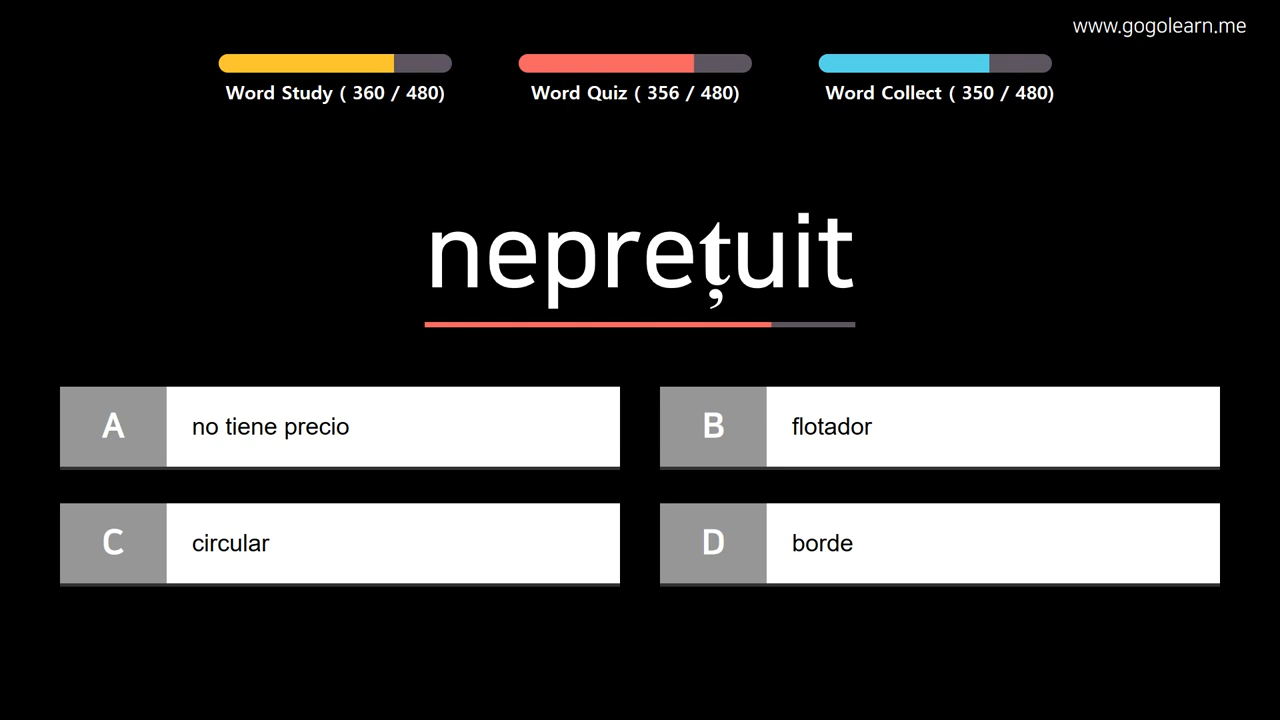 www.gogolearn.me
Word Study ( 360 / 480)
Word Quiz ( 356 / 480)
Word Collect ( 350 / 480)
neprețuit
A no tiene precio
B flotador
C circular
D borde